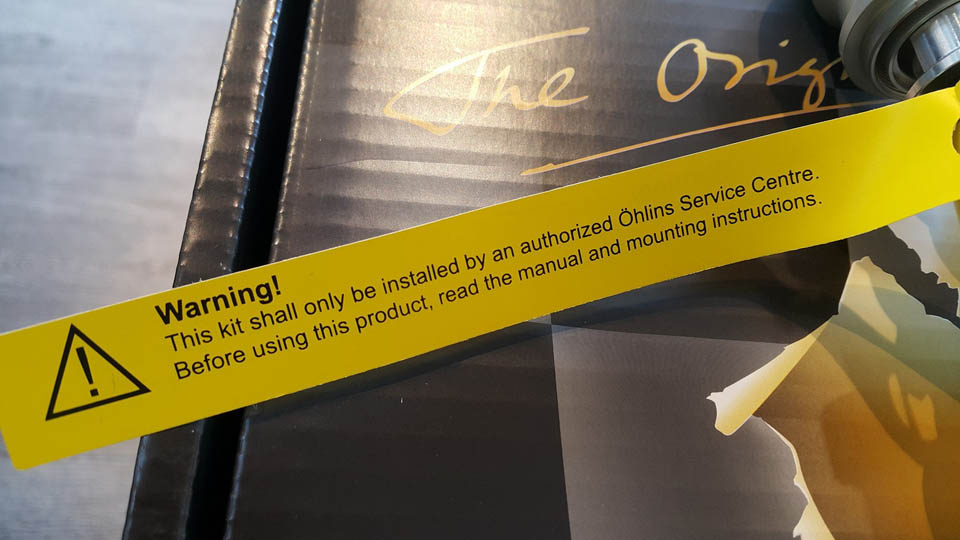 The Orig
Warning!
This kit shall only be installed by an authorized Öhlins Service Centre.
Before using this product, read the manual and mounting instructions.